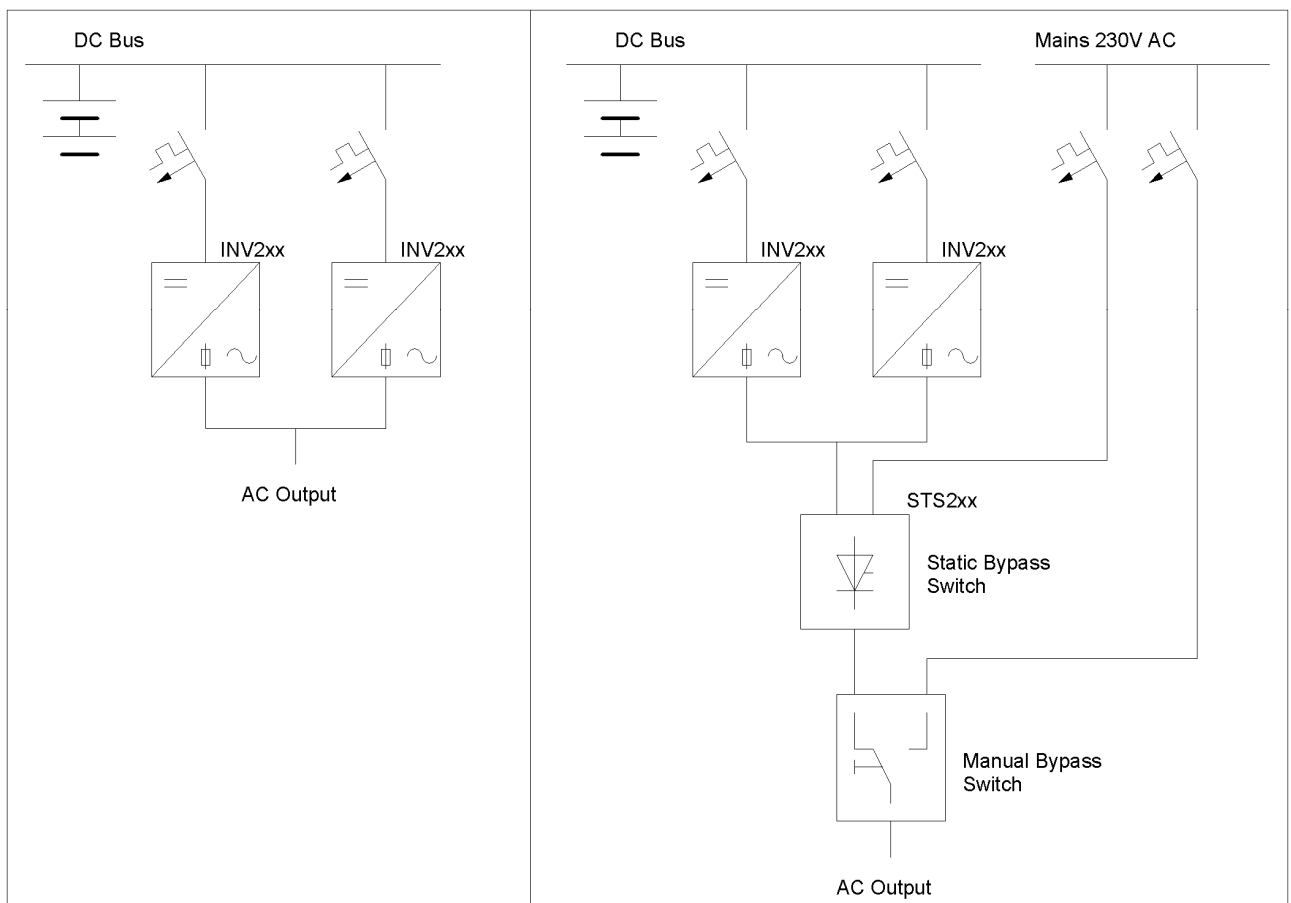 DC Bus
INV2xx
INV2xx
AC Output
DC Bus
Mains 230V AC
INV2xx
INV2xx
STS2xx
Static Bypass
Switch
Manual Bypass
Switch
AC Output